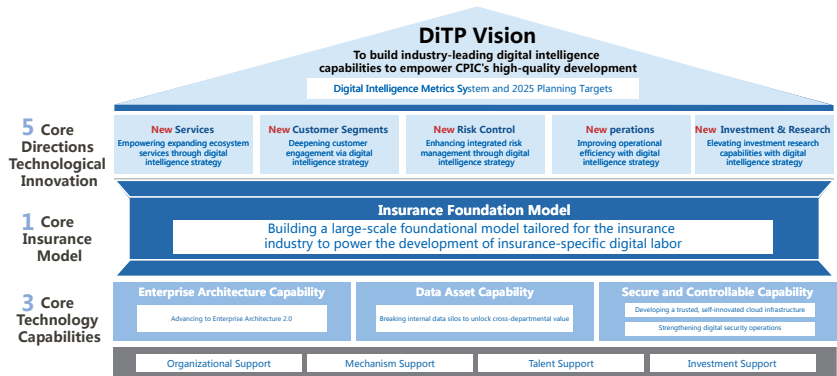 DiTP Vision
To build industry-leading digital intelligence
capabilities to empower CPIC's high-quality development
Digital Intelligence Metrics System and 2025 Planning Targets
5 Core
Directions
Technological
Innovation
New Services
Empowering expanding ecosystem
services through digital
intelligence strategy
New Customer Segments
Deepening customer
engagement via digital
intelligence strategy
New Risk Control
Enhancing integrated risk
management through digital
intelligence strategy
New perations
Improving operational
efficiency with digital
intelligence strategy
New Investment & Research
Elevating investment research
capabilities with digital
intelligence strategy
1 Core
Insurance
Model
Insurance Foundation Model
Building a large-scale foundational model tailored for the insurance
industry to power the development of insurance-specific digital labor
3 Core
Technology
Capabilities
Enterprise Architecture Capability
Advancing to Enterprise Architecture 2.0
Data Asset Capability
Breaking internal data silos to unlock cross-departmental value
Secure and Controllable Capability
Developing a trusted, self-innovated cloud infrastructure
Strengthening digital security operations
Organizational Support
Mechanism Support
Talent Support
Investment Support